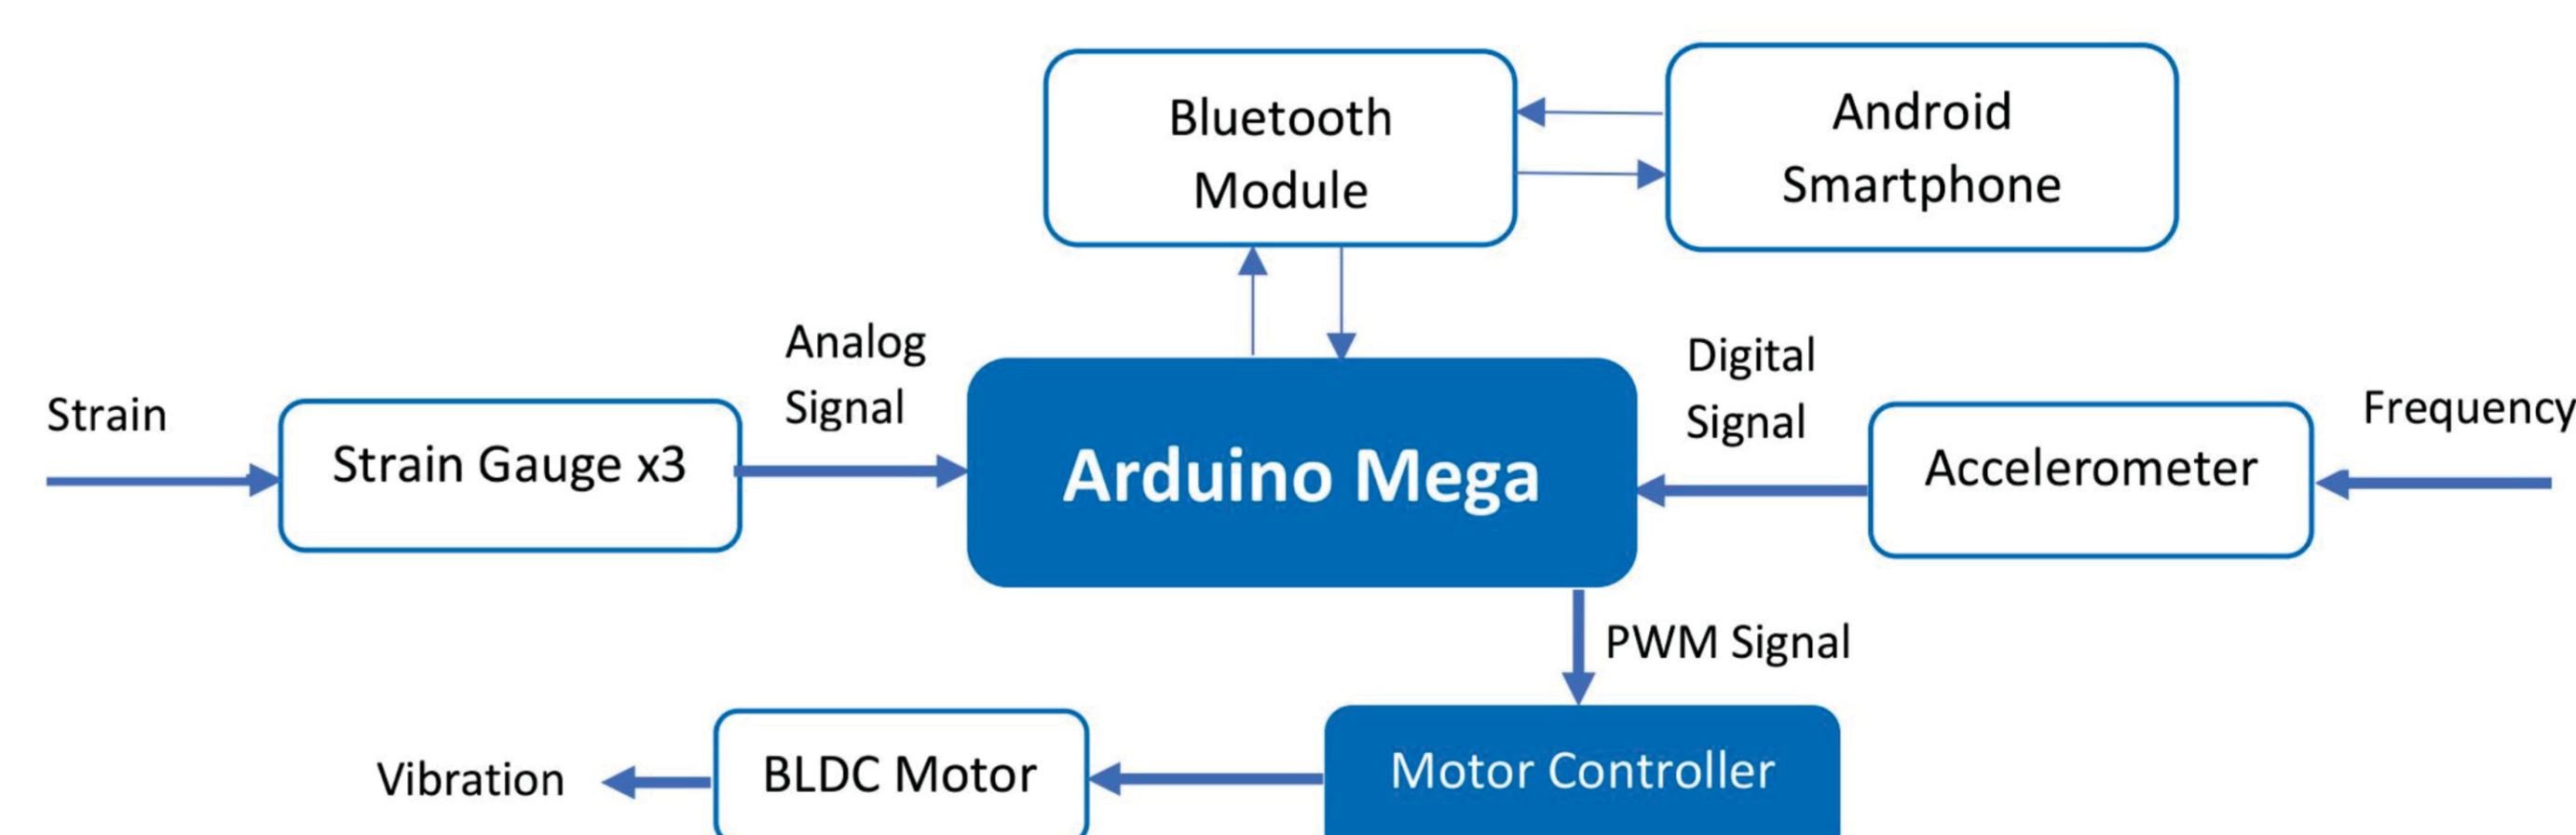 Bluetooth
Module
Android
Smartphone
Analog
Signal
Digital
Signal
Strain
Strain Gauge x3
Arduino Mega
Accelerometer
Frequency
PWM Signal
Vibration
BLDC Motor
Motor Controller